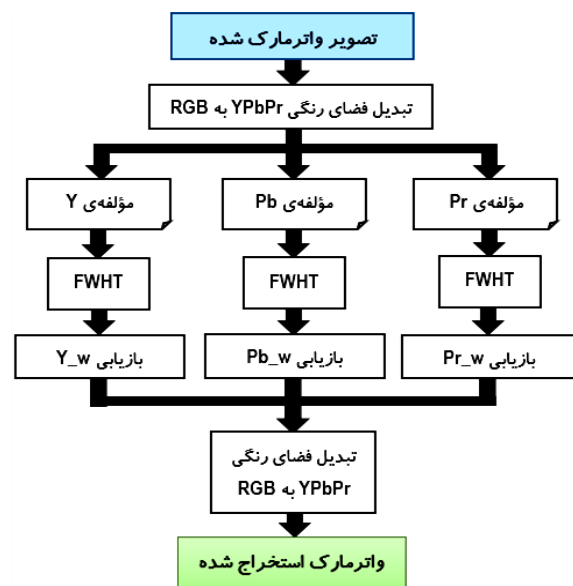 تصویر واترمارک شده
تبدیل فضای رنگی YPbPr به RGB
مؤلفه‌ی Y
مؤلفه‌ی Pb
مؤلفه‌ی Pr
FWHT
FWHT
FWHT
بازیابی Y_w
بازیابی Pb_w
بازیابی Pr_w
تبدیل فضای رنگی
YPbPr به RGB
واترمارک استخراج شده